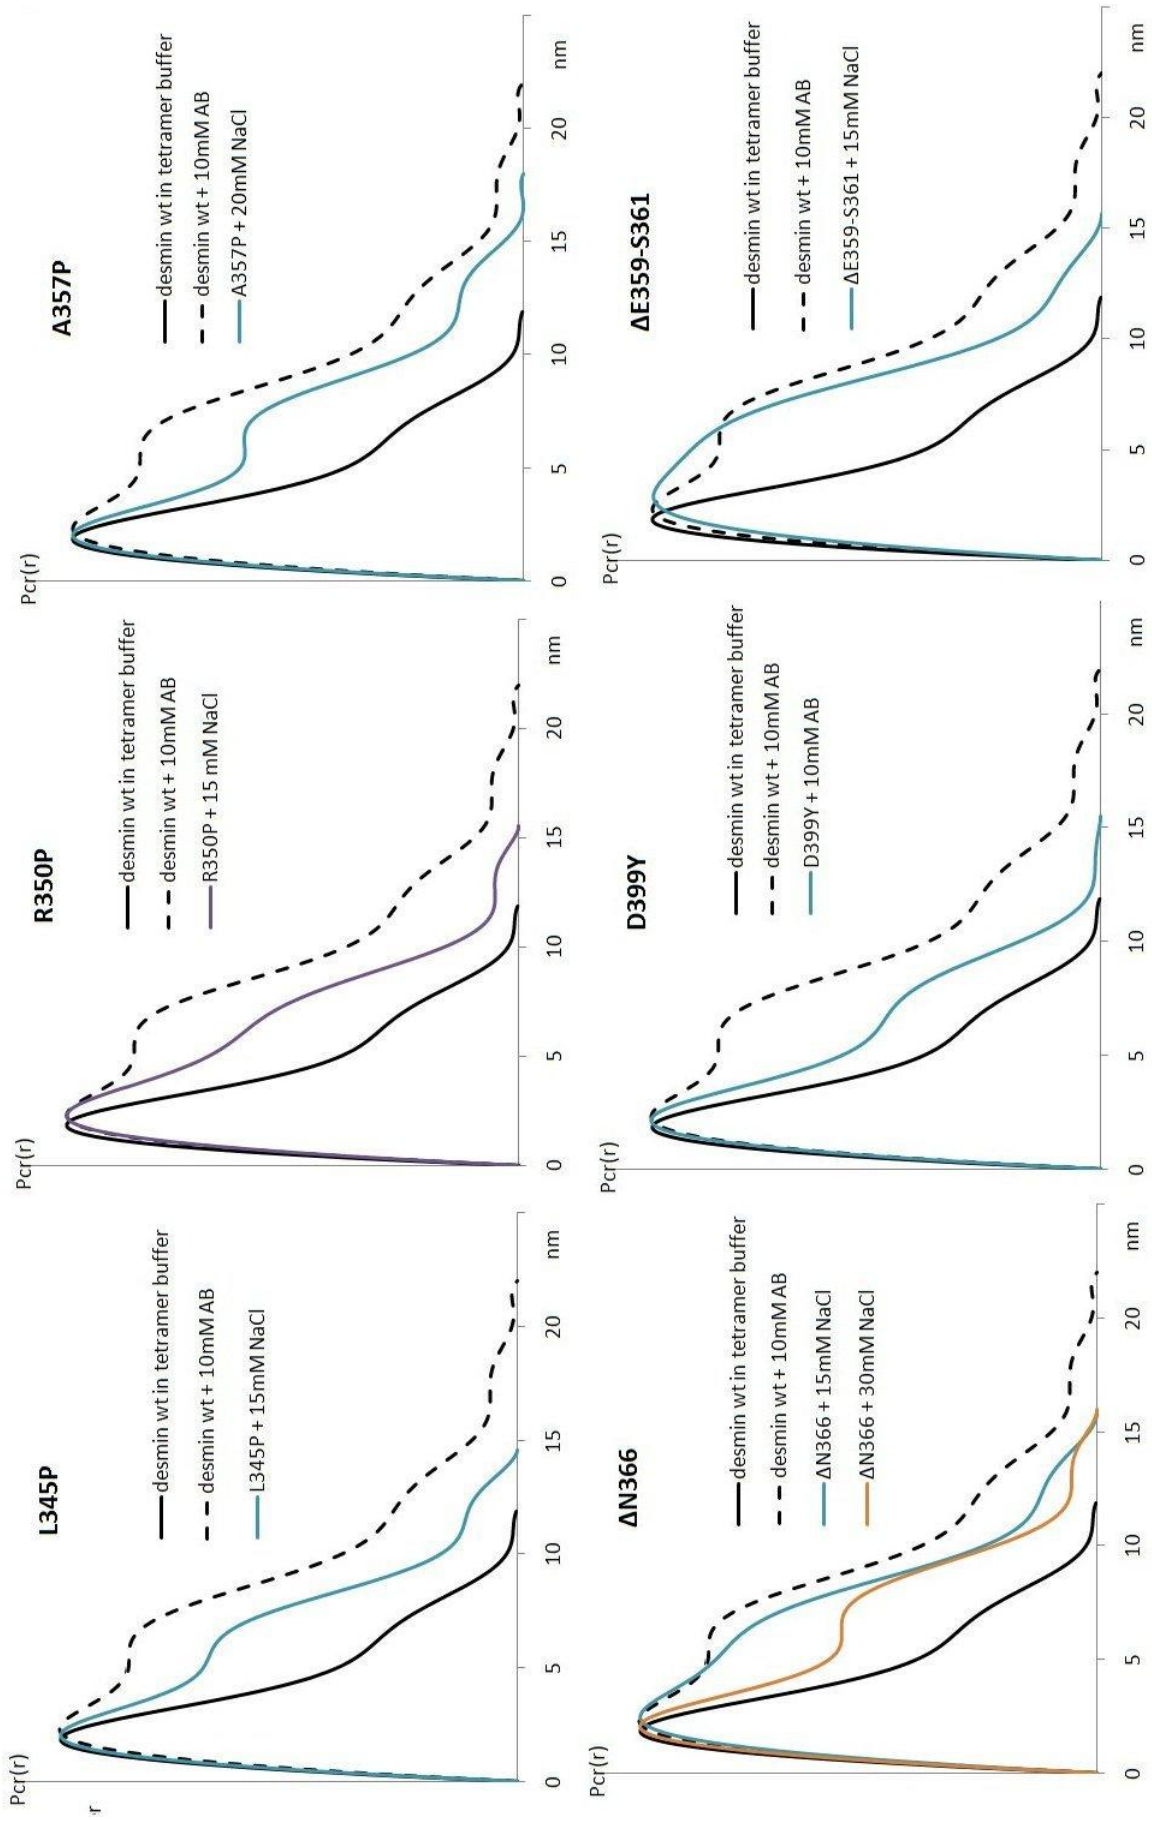 L345P
Pcr(r)
desmin wt in tetramer buffer
desmin wt + 10mM AB
L345P + 15mM NaCl
0 5 10 15 20 nm
r
R350P
Pcr(r)
desmin wt in tetramer buffer
desmin wt + 10mM AB
R350P + 15 mM NaCl
0 5 10 15 20 nm
A357P
Pcr(r)
desmin wt in tetramer buffer
desmin wt + 10mM AB
A357P + 20mM NaCl
0 5 10 15 20 nm
ΔN366
Pcr(r)
desmin wt in tetramer buffer
desmin wt + 10mM AB
ΔN366 + 15mM NaCl
ΔN366 + 30mM NaCl
0 5 10 15 20 nm
D399Y
Pcr(r)
desmin wt in tetramer buffer
desmin wt + 10mM AB
D399Y + 10mM AB
0 5 10 15 20 nm
ΔE359-S361
Pcr(r)
desmin wt in tetramer buffer
desmin wt + 10mM AB
ΔE359-S361 + 15mM NaCl
0 5 10 15 20 nm